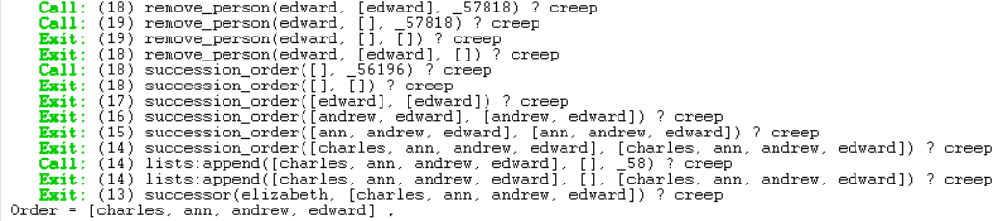 Call: (18) remove_person(edward, [edward], _57818) ? creep
Call: (19) remove_person(edward, [], _57818) ? creep
Exit: (19) remove_person(edward, [], []) ? creep
Exit: (18) remove_person(edward, [edward], []) ? creep
Call: (18) succession_order([], _56196) ? creep
Exit: (18) succession_order([], []) ? creep
Exit: (17) succession_order([edward], [edward]) ? creep
Exit: (16) succession_order([andrew, edward], [andrew, edward]) ? creep
Exit: (15) succession_order([ann, andrew, edward], [ann, andrew, edward]) ? creep
Exit: (14) succession_order([charles, ann, andrew, edward], [charles, ann, andrew, edward]) ? creep
Call: (14) lists:append([charles, ann, andrew, edward], [], _58) ? creep
Exit: (14) lists:append([charles, ann, andrew, edward], [], [charles, ann, andrew, edward]) ? creep
Exit: (13) successor(elizabeth, [charles, ann, andrew, edward]) ? creep
Order = [charles, ann, andrew, edward] .